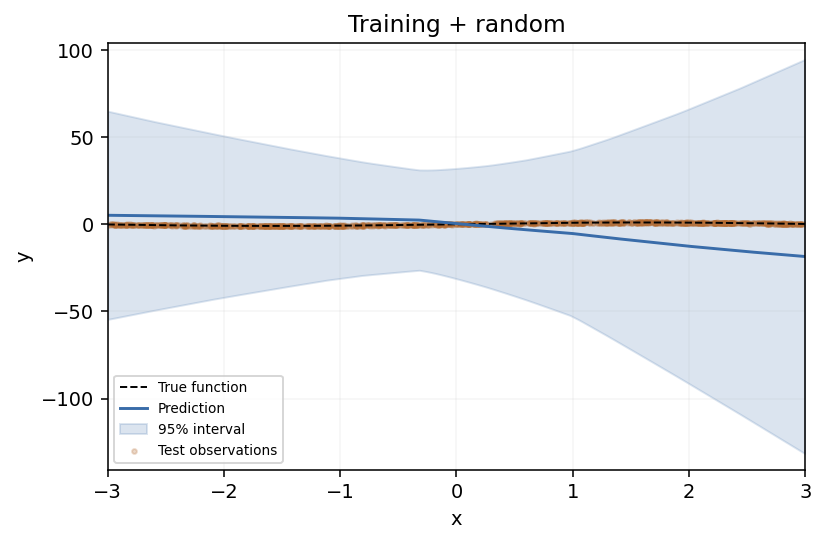 Training + random
100
50
0
−50
−100
y
True function
Prediction
95% interval
Test observations
−3
−2
−1
0
1
2
3
x